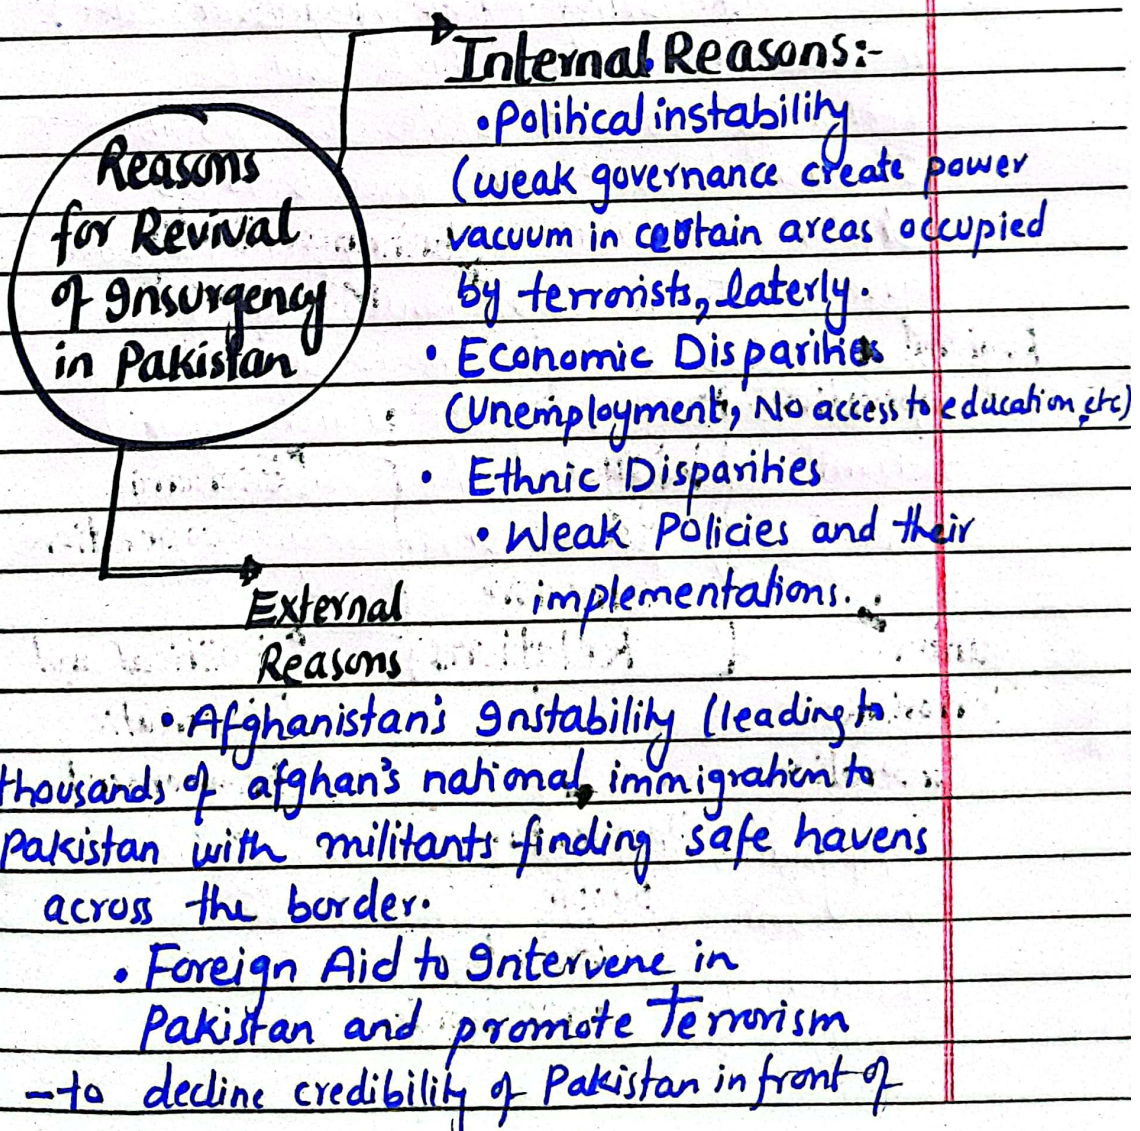 Internal Reasons:-
• Political instability
(weak governance create power
vacuum in certain areas occupied
by terrorists, laterly.
• Economic Disparities
(Unemployment, No access to education, etc)
• Ethnic Disparities
• Weak Policies and their
implementations.
Reasons
for Revival
of Insurgency
in Pakistan
External
Reasons
• Afghanistan's Instability (leading to
thousands of afghan's national immigration to
Pakistan with militants finding safe havens
across the border.
• Foreign Aid to Intervene in
Pakistan and promote Terrorism
- to decline credibility of Pakistan in front of